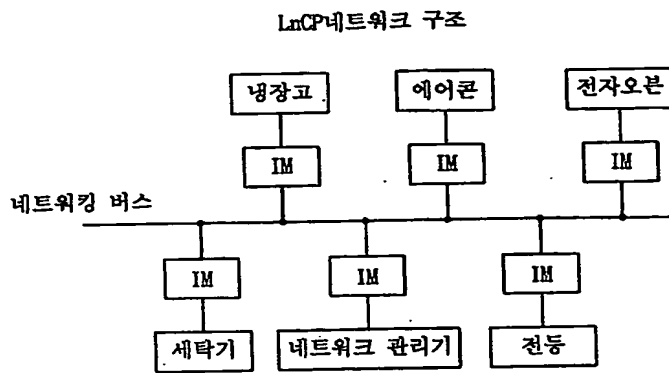 LnCP네트워크 구조
냉장고 에어콘 전자오븐
IM IM IM
네트워킹 버스
IM IM IM
세탁기 네트워크 관리기 전등